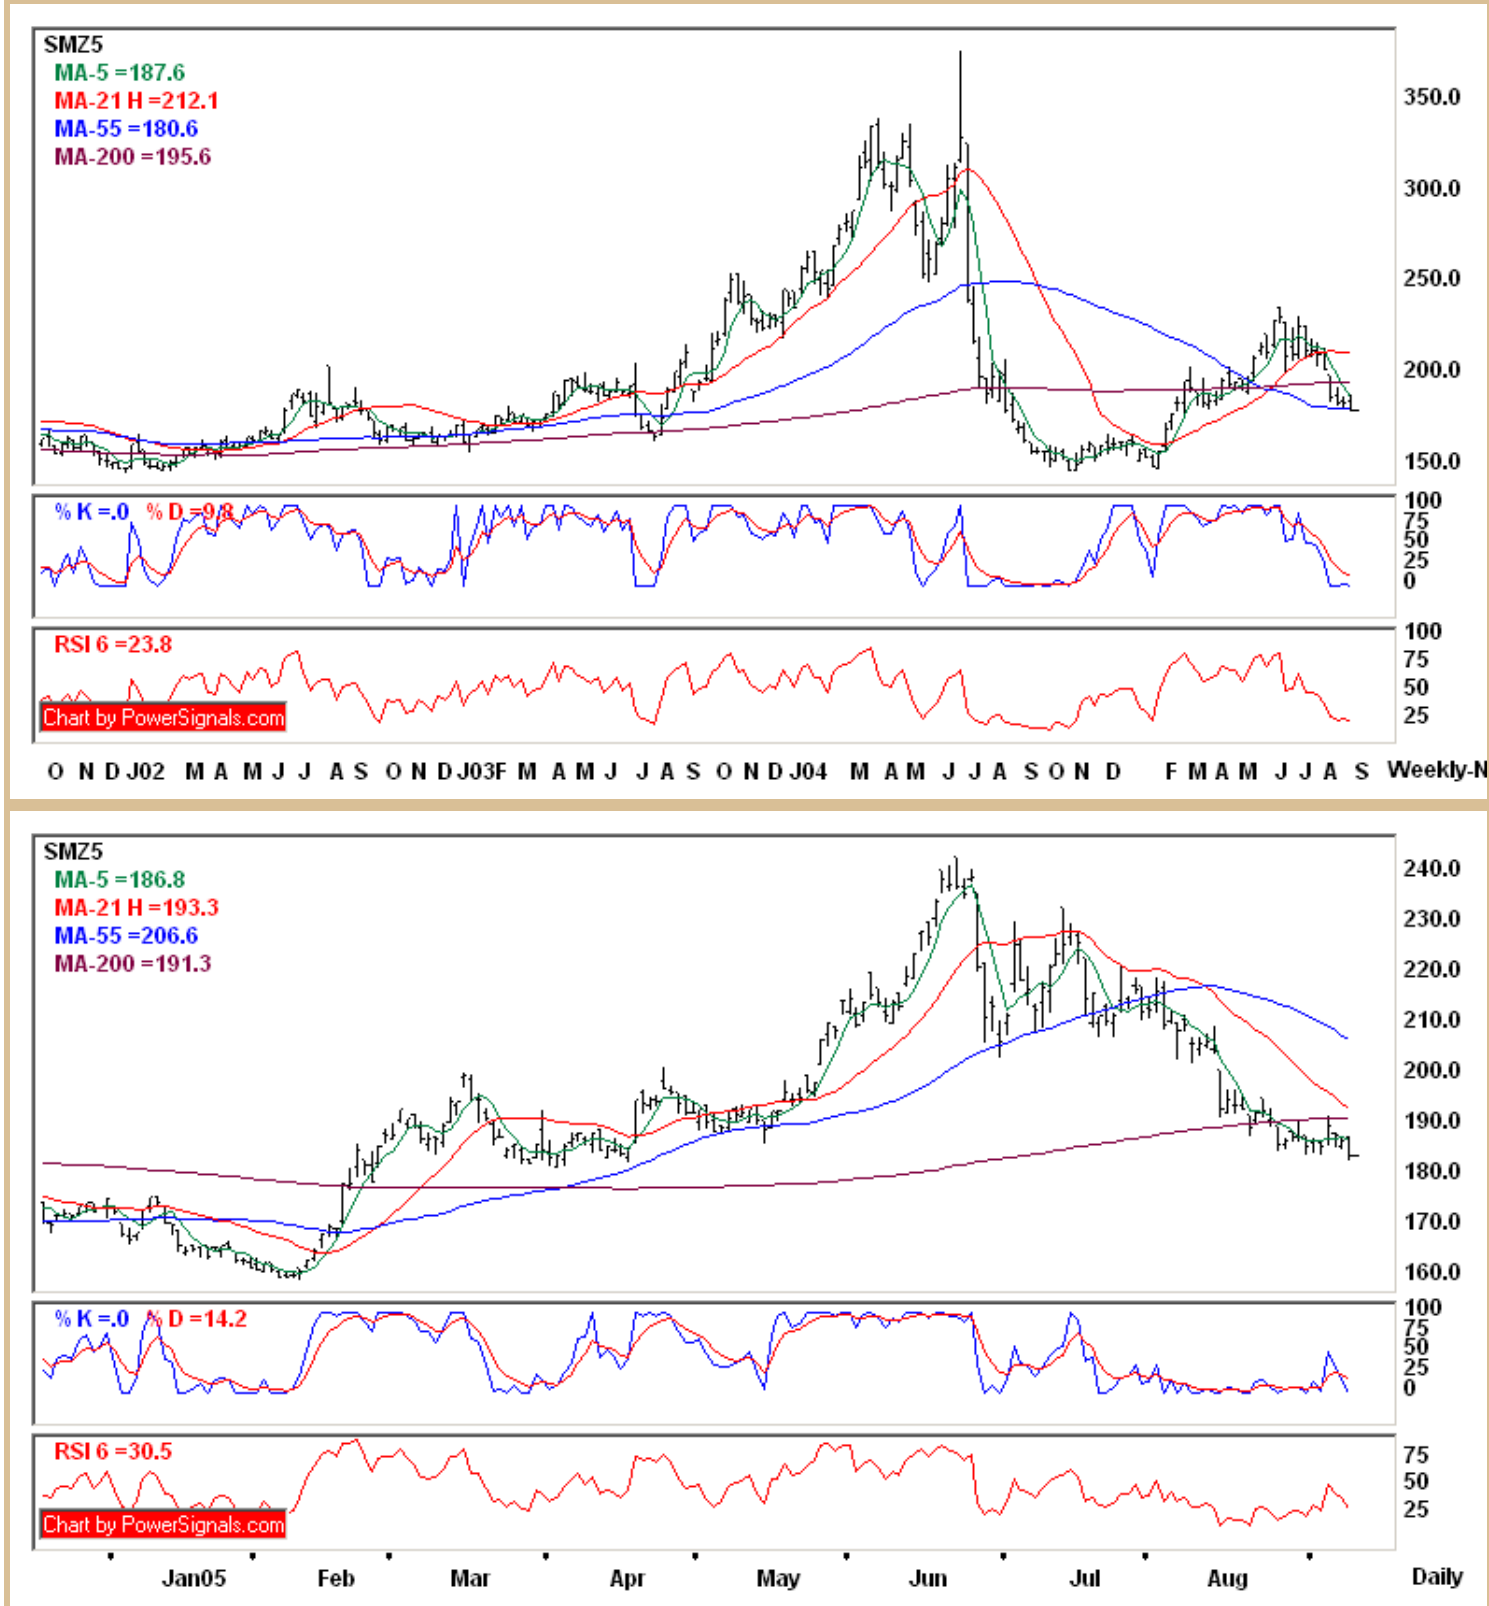 SMZ5
MA-5 =187.6
MA-21 H =212.1
MA-55 =180.6
MA-200 =195.6
350.0
300.0
250.0
200.0
150.0
% K =.0 % D =9.8
100
75
50
25
0
RSI 6 =23.8
100
75
50
25
Chart by PowerSignals.com
O N D J02 M A M J J A S O N D J03 F M A M J J A S O N D J04 M A M J J A S O N D F M A M J J A S Weekly-N
SMZ5
MA-5 =186.8
MA-21 H =193.3
MA-55 =206.6
MA-200 =191.3
240.0
230.0
220.0
210.0
200.0
190.0
180.0
170.0
160.0
% K =.0 % D =14.2
100
75
50
25
0
RSI 6 =30.5
75
50
25
Chart by PowerSignals.com
Jan05 Feb Mar Apr May Jun Jul Aug Daily